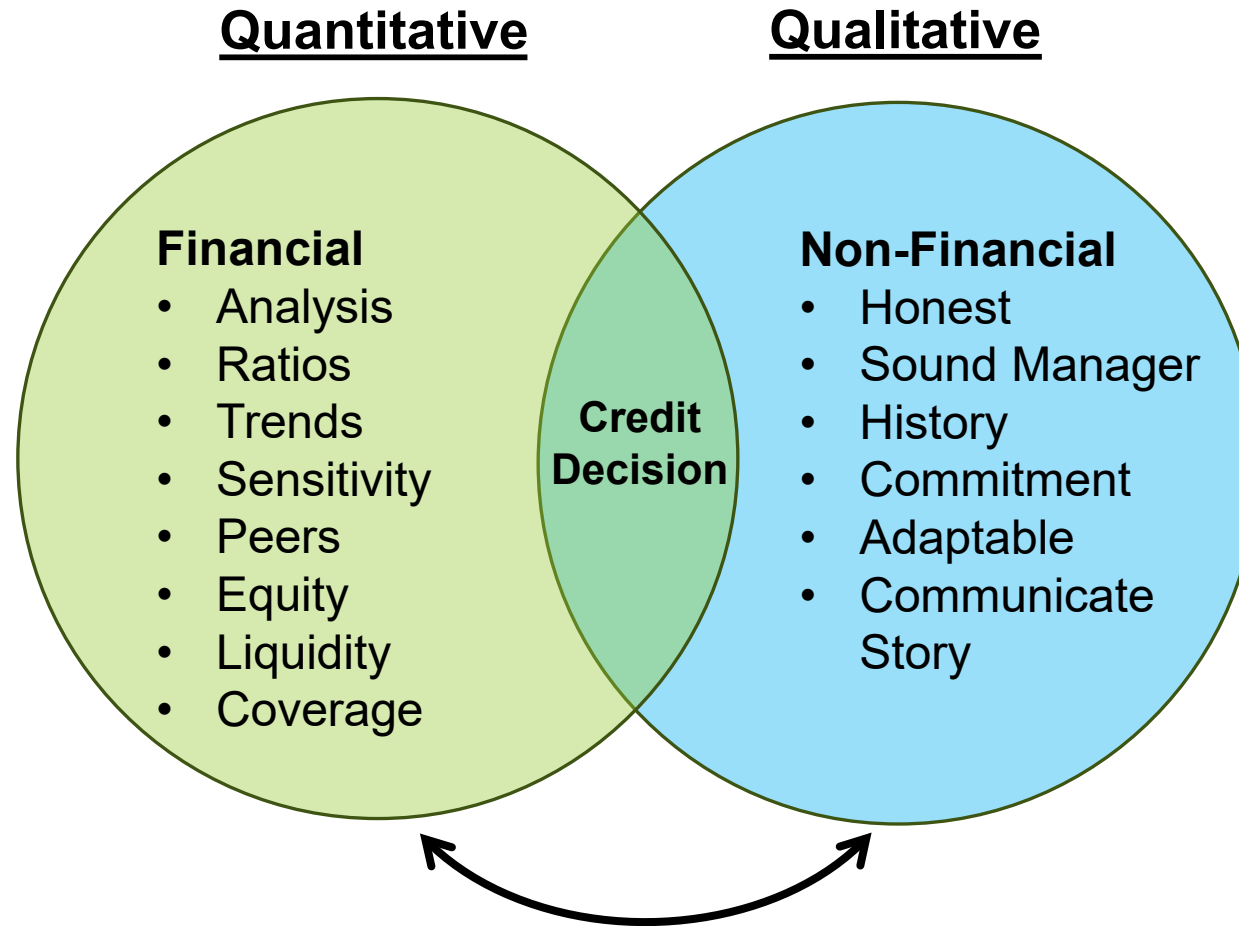 Quantitative
Qualitative
Financial
• Analysis
• Ratios
• Trends
• Sensitivity
• Peers
• Equity
• Liquidity
• Coverage
Credit
Decision
Non-Financial
• Honest
• Sound Manager
• History
• Commitment
• Adaptable
• Communicate
Story